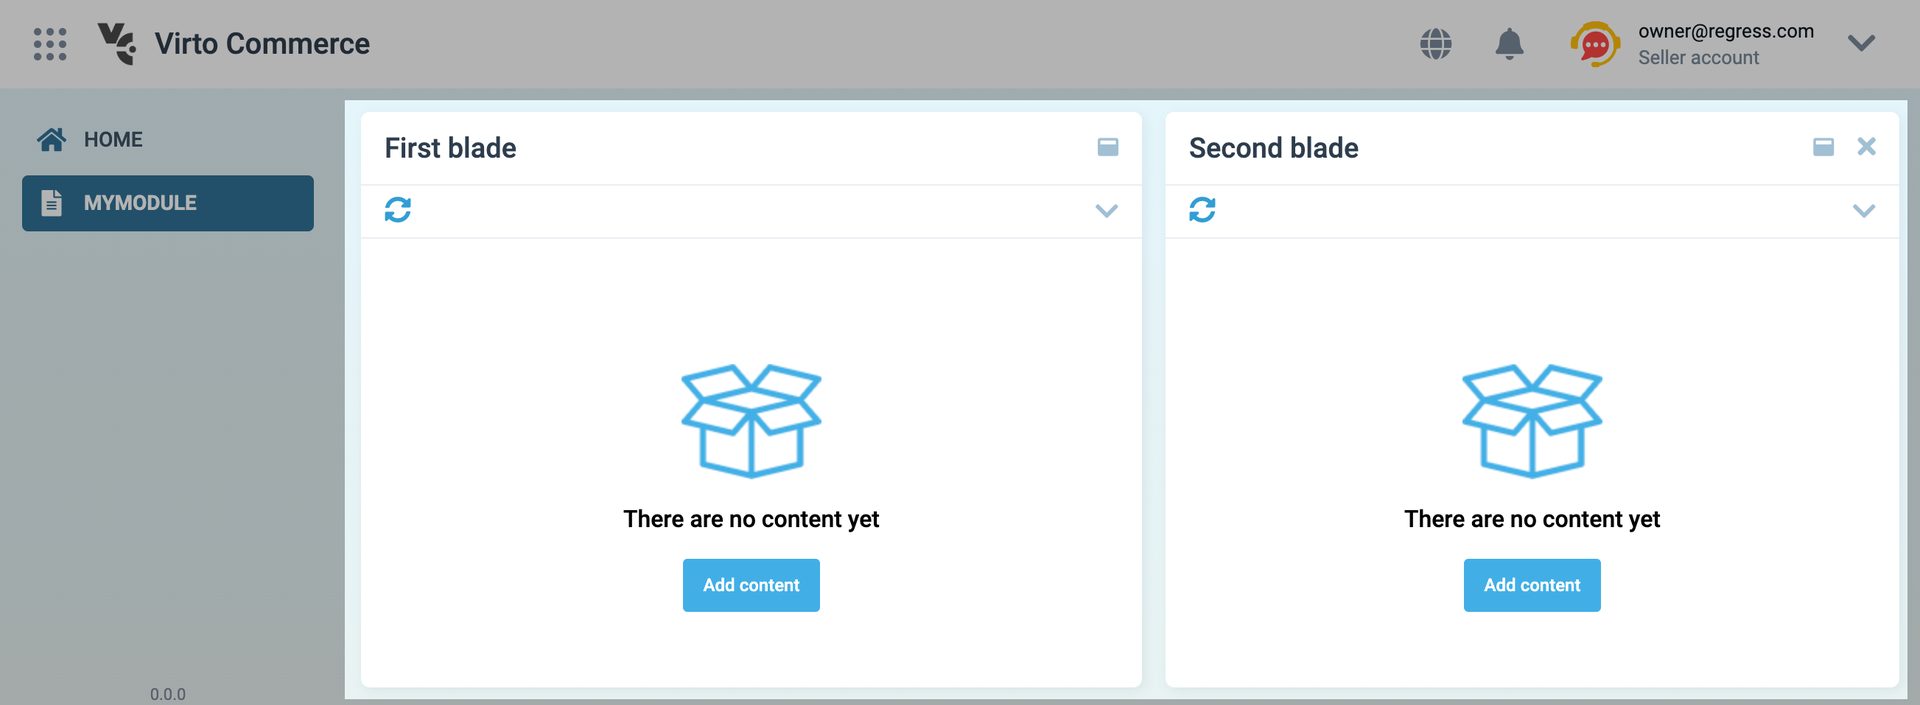 Virto Commerce
owner@regress.com
Seller account
HOME
MYMODULE
0.0.0
First blade
There are no content yet
Add content
Second blade
There are no content yet
Add content